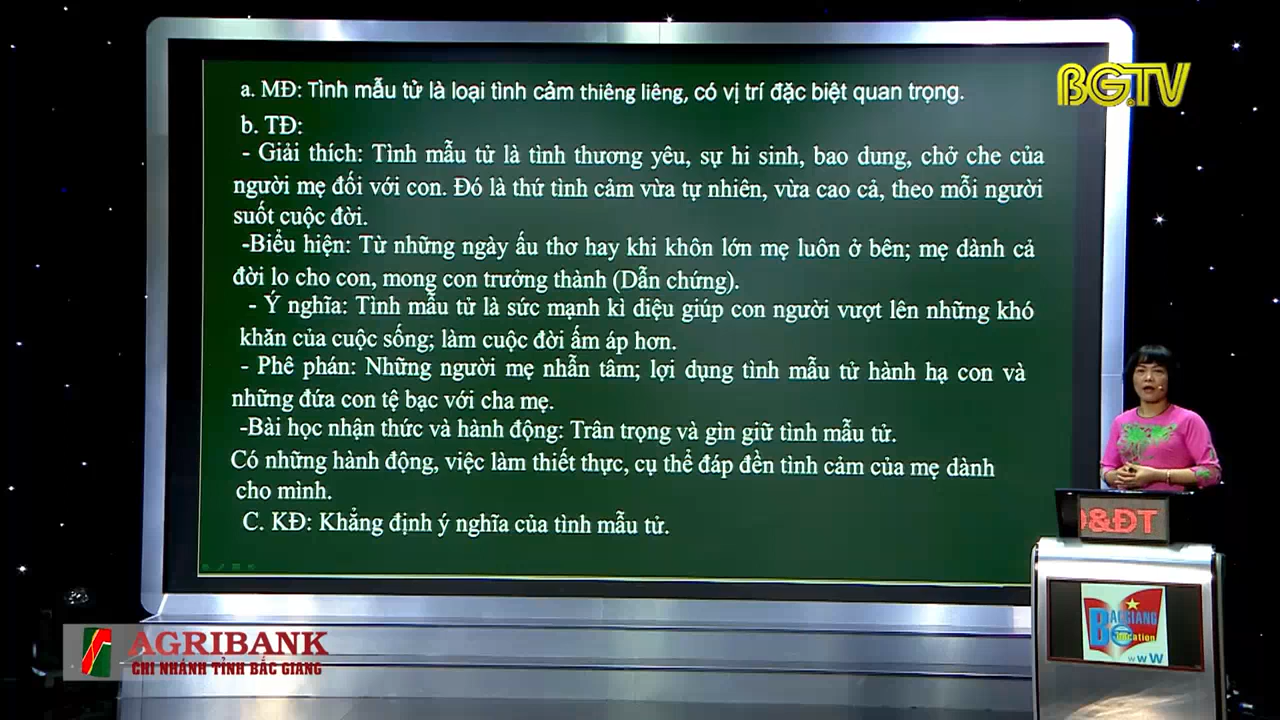 BG.TV
a. MĐ: Tình mẫu tử là loại tình cảm thiêng liêng, có vị trí đặc biệt quan trọng.
b. TĐ:
- Giải thích: Tình mẫu tử là tình thương yêu, sự hi sinh, bao dung, chở che của
người mẹ đối với con. Đó là thứ tình cảm vừa tự nhiên, vừa cao cả, theo mỗi người
suốt cuộc đời.
-Biểu hiện: Từ những ngày ấu thơ hay khi khôn lớn mẹ luôn ở bên; mẹ dành cả
đời lo cho con, mong con trưởng thành (Dẫn chứng).
- Ý nghĩa: Tình mẫu tử là sức mạnh kì diệu giúp con người vượt lên những khó
khăn của cuộc sống; làm cuộc đời ấm áp hơn.
- Phê phán: Những người mẹ nhẫn tâm; lợi dụng tình mẫu tử hành hạ con và
những đứa con tệ bạc với cha mẹ.
-Bài học nhận thức và hành động: Trân trọng và gìn giữ tình mẫu tử.
Có những hành động, việc làm thiết thực, cụ thể đáp đền tình cảm của mẹ dành
cho mình.
C. KĐ: Khẳng định ý nghĩa của tình mẫu tử.
&ĐT
BACGIANG
Education
www
AGRIBANK
CHI NHÁNH TỈNH BẮC GIANG